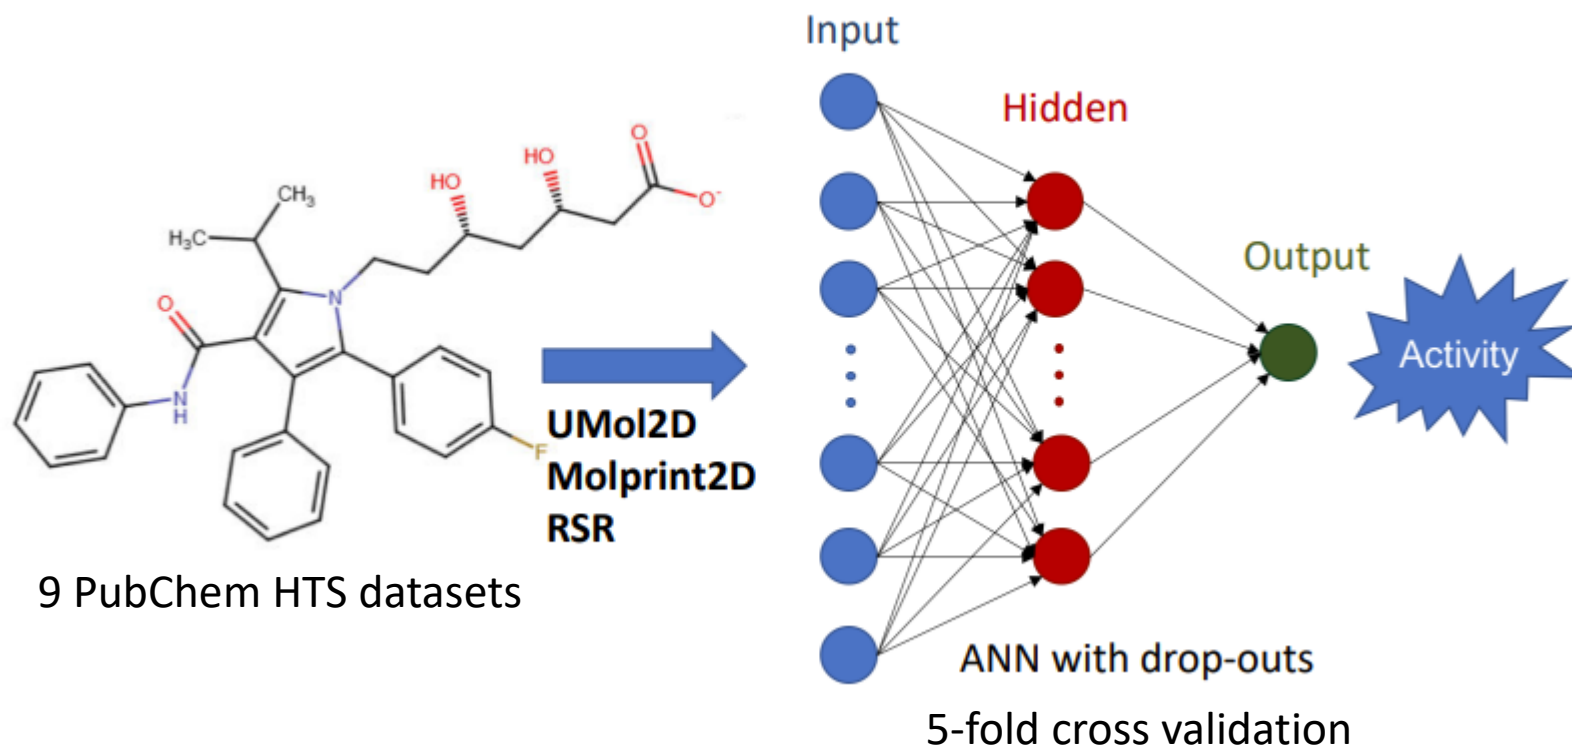 Input
Hidden
Output
Activity
O
HO
HO
O-
CH3
H3C
N
O
N
H
F
UMol2D
Molprint2D
RSR
9 PubChem HTS datasets
ANN with drop-outs
5-fold cross validation